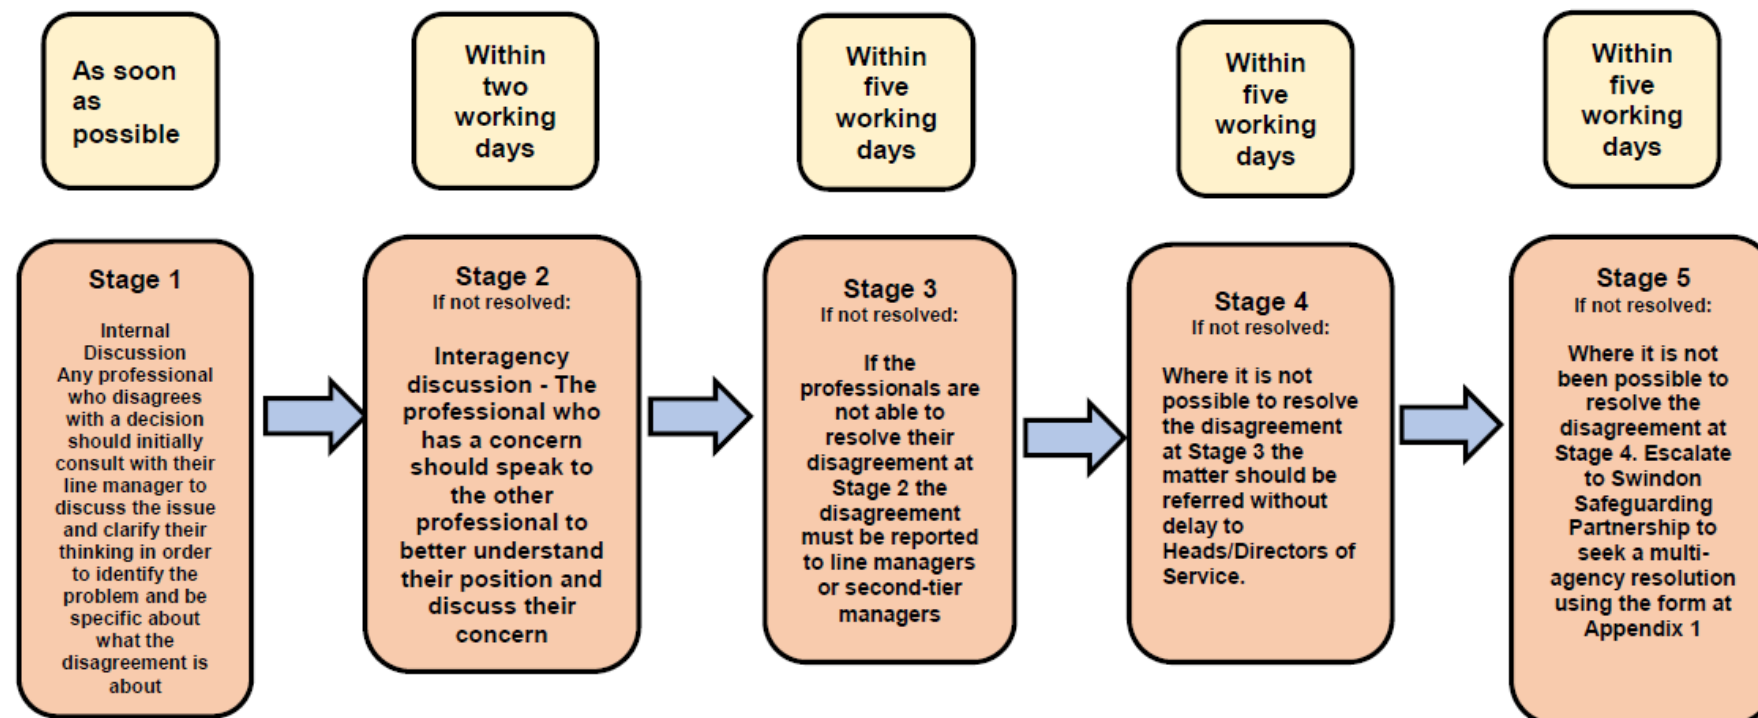 As soon
as
possible
Within
two
working
days
Within
five
working
days
Within
five
working
days
Within
five
working
days
Stage 1
Internal
Discussion
Any professional
who disagrees
with a decision
should initially
consult with their
line manager to
discuss the issue
and clarify their
thinking in order
to identify the
problem and be
specific about
what the
disagreement is
about
Stage 2
If not resolved:
Interagency
discussion - The
professional who
has a concern
should speak to
the other
professional to
better understand
their position and
discuss their
concern
Stage 3
If not resolved:
If the
professionals are
not able to
resolve their
disagreement at
Stage 2 the
disagreement
must be reported
to line managers
or second-tier
managers
Stage 4
If not resolved:
Where it is not
possible to resolve
the disagreement
at Stage 3 the
matter should be
referred without
delay to
Heads/Directors of
Service.
Stage 5
If not resolved:
Where it is not
been possible to
resolve the
disagreement at
Stage 4. Escalate
to Swindon
Safeguarding
Partnership to
seek a multi-
agency resolution
using the form at
Appendix 1